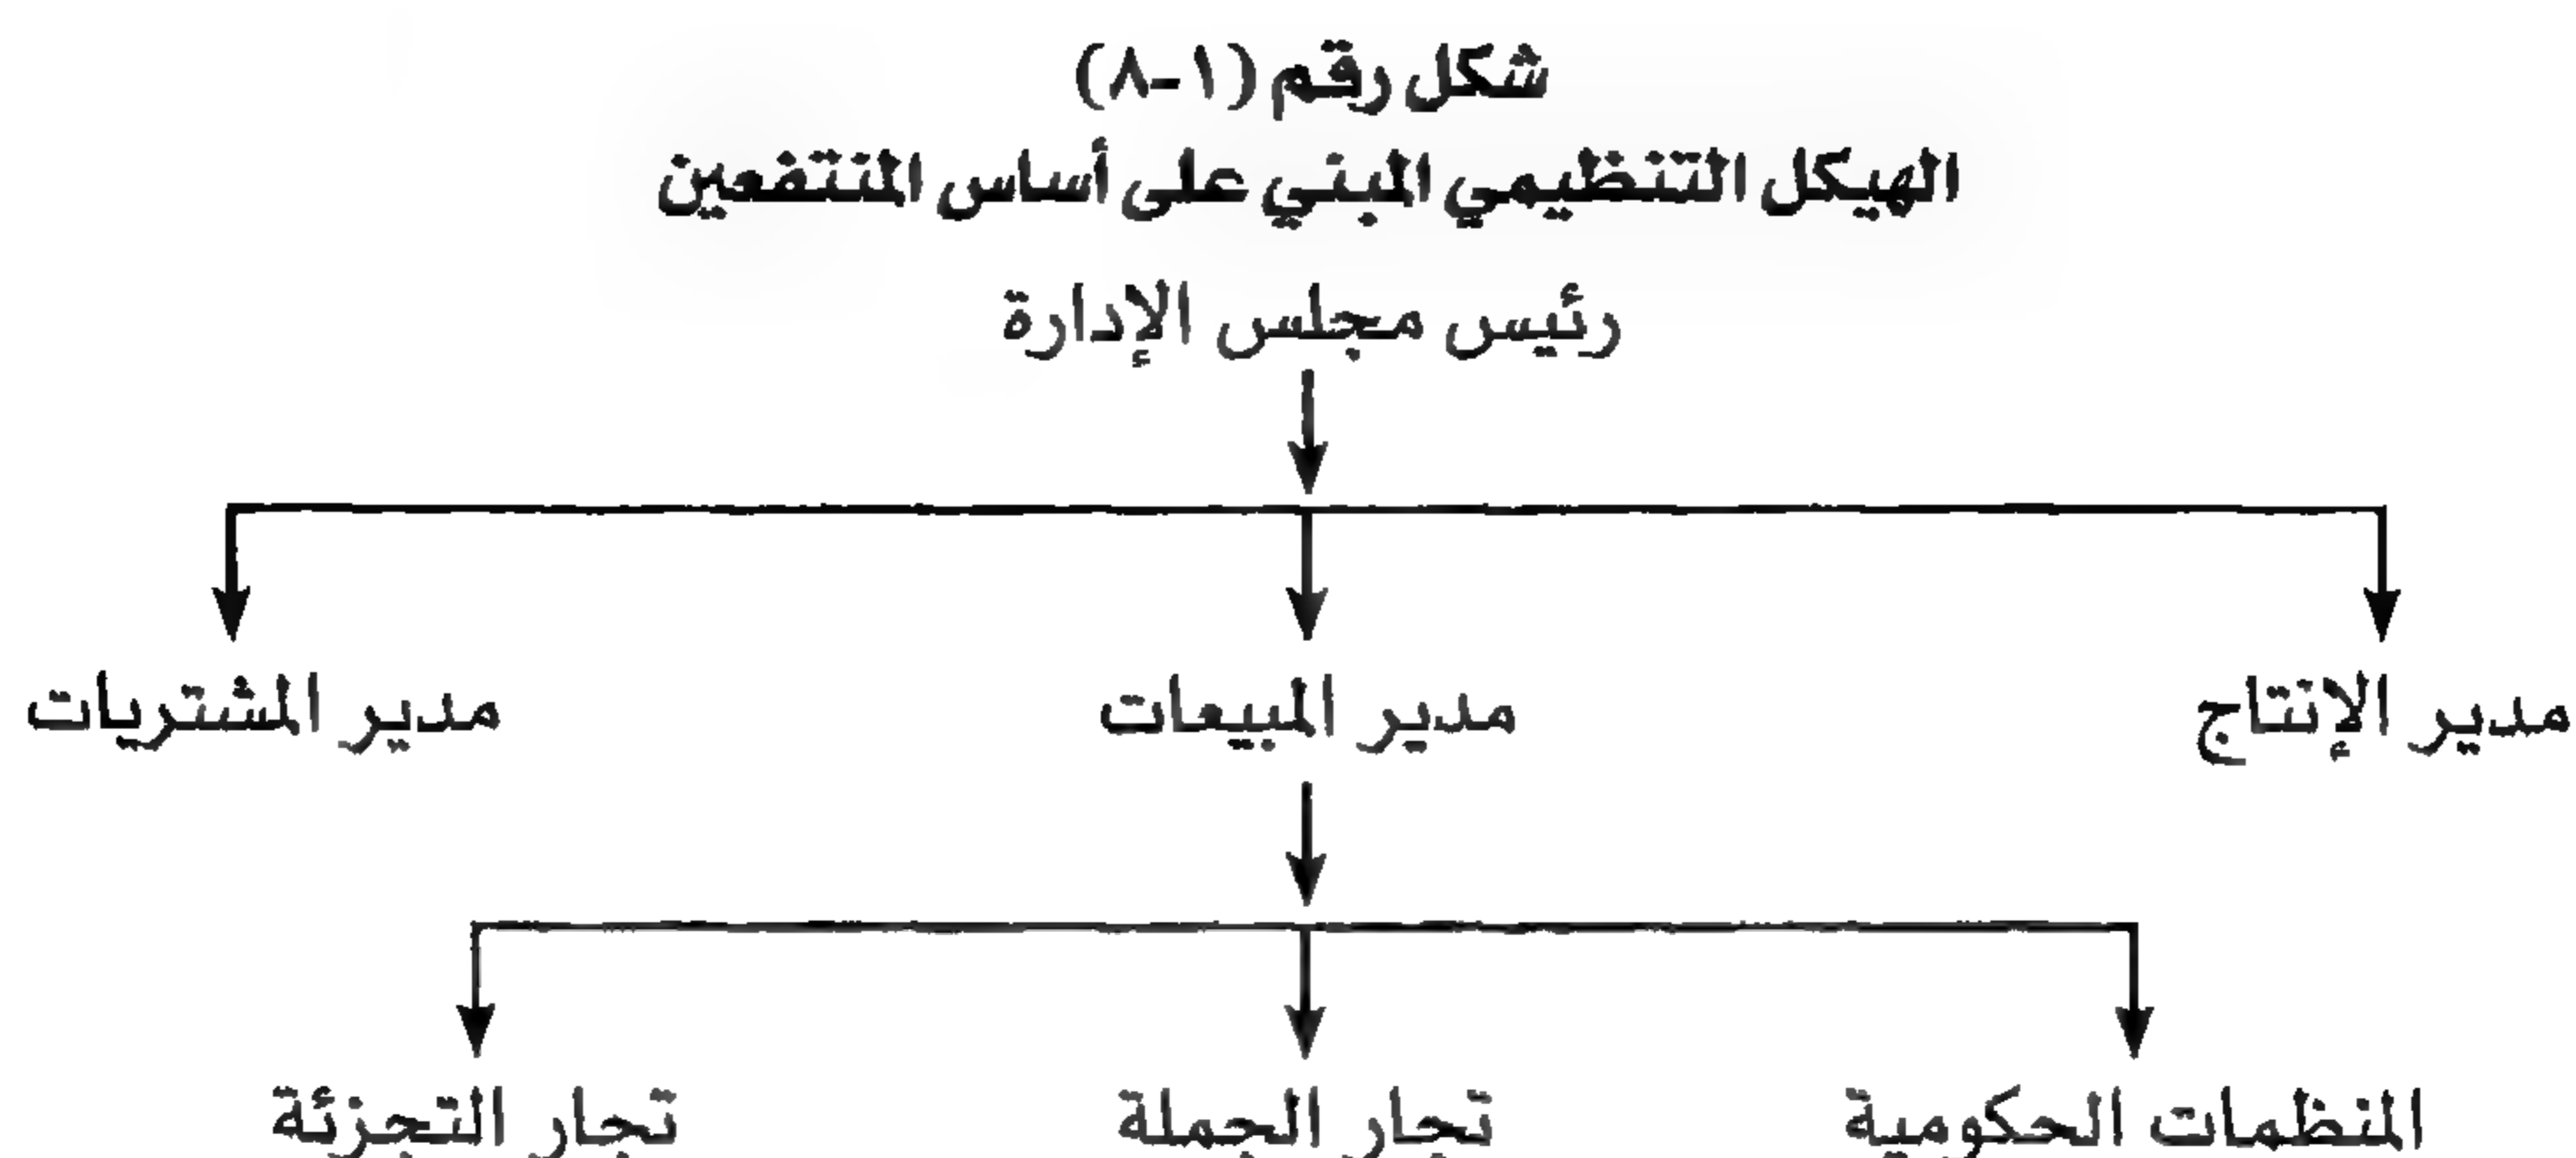 شكل رقم (١-٨)
الهيكل التنظيمي المبني على أساس المنتفعين
رئيس مجلس الإدارة
مدير الإنتاج
مدير المبيعات
مدير المشتريات
المنظمات الحكومية
تجار الجملة
تجار التجزئة